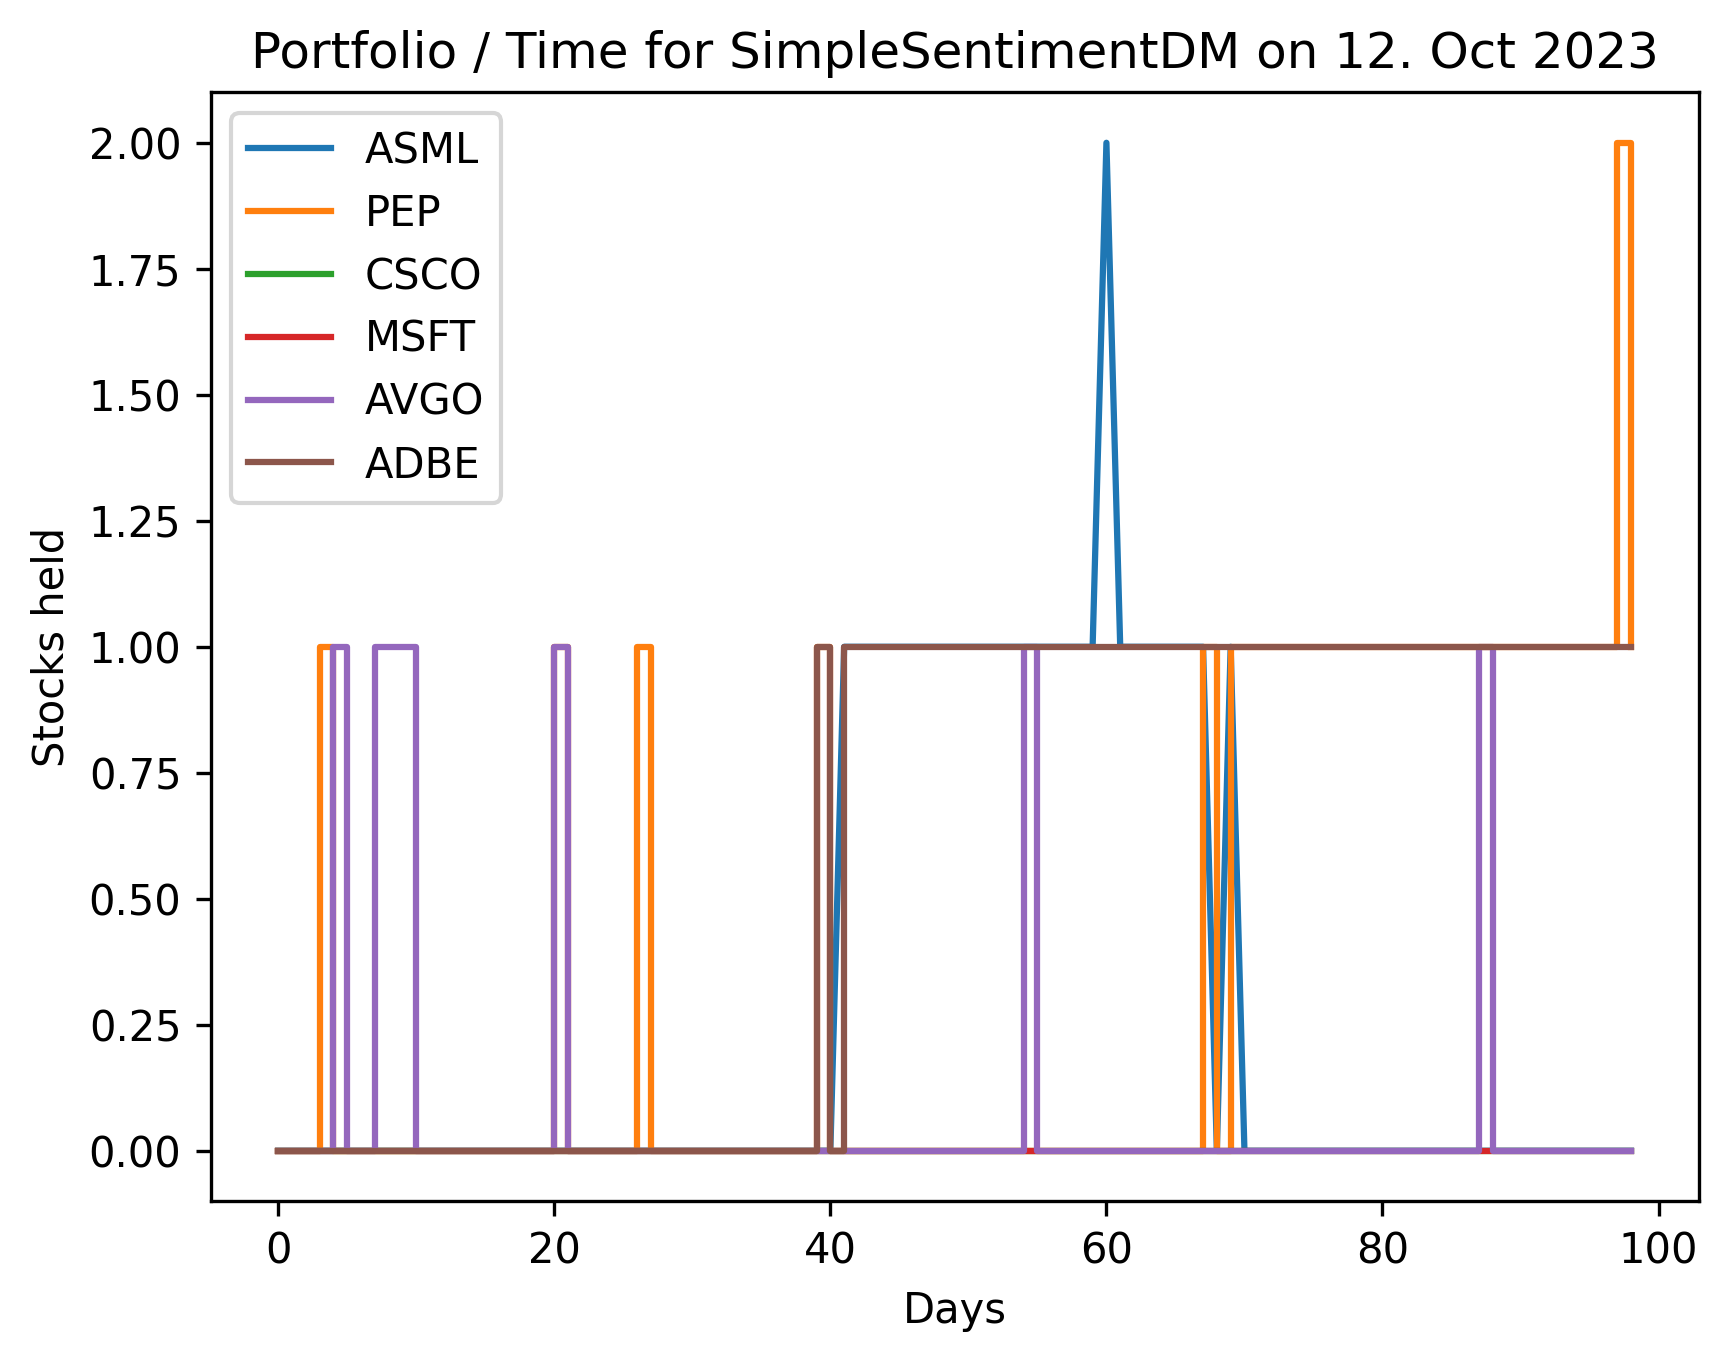 Portfolio / Time for SimpleSentimentDM on 12. Oct 2023
ASML
PEP
CSCO
MSFT
AVGO
ADBE
2.00
1.75
1.50
1.25
1.00
0.75
0.50
0.25
0.00
Stocks held
0 20 40 60 80 100
Days